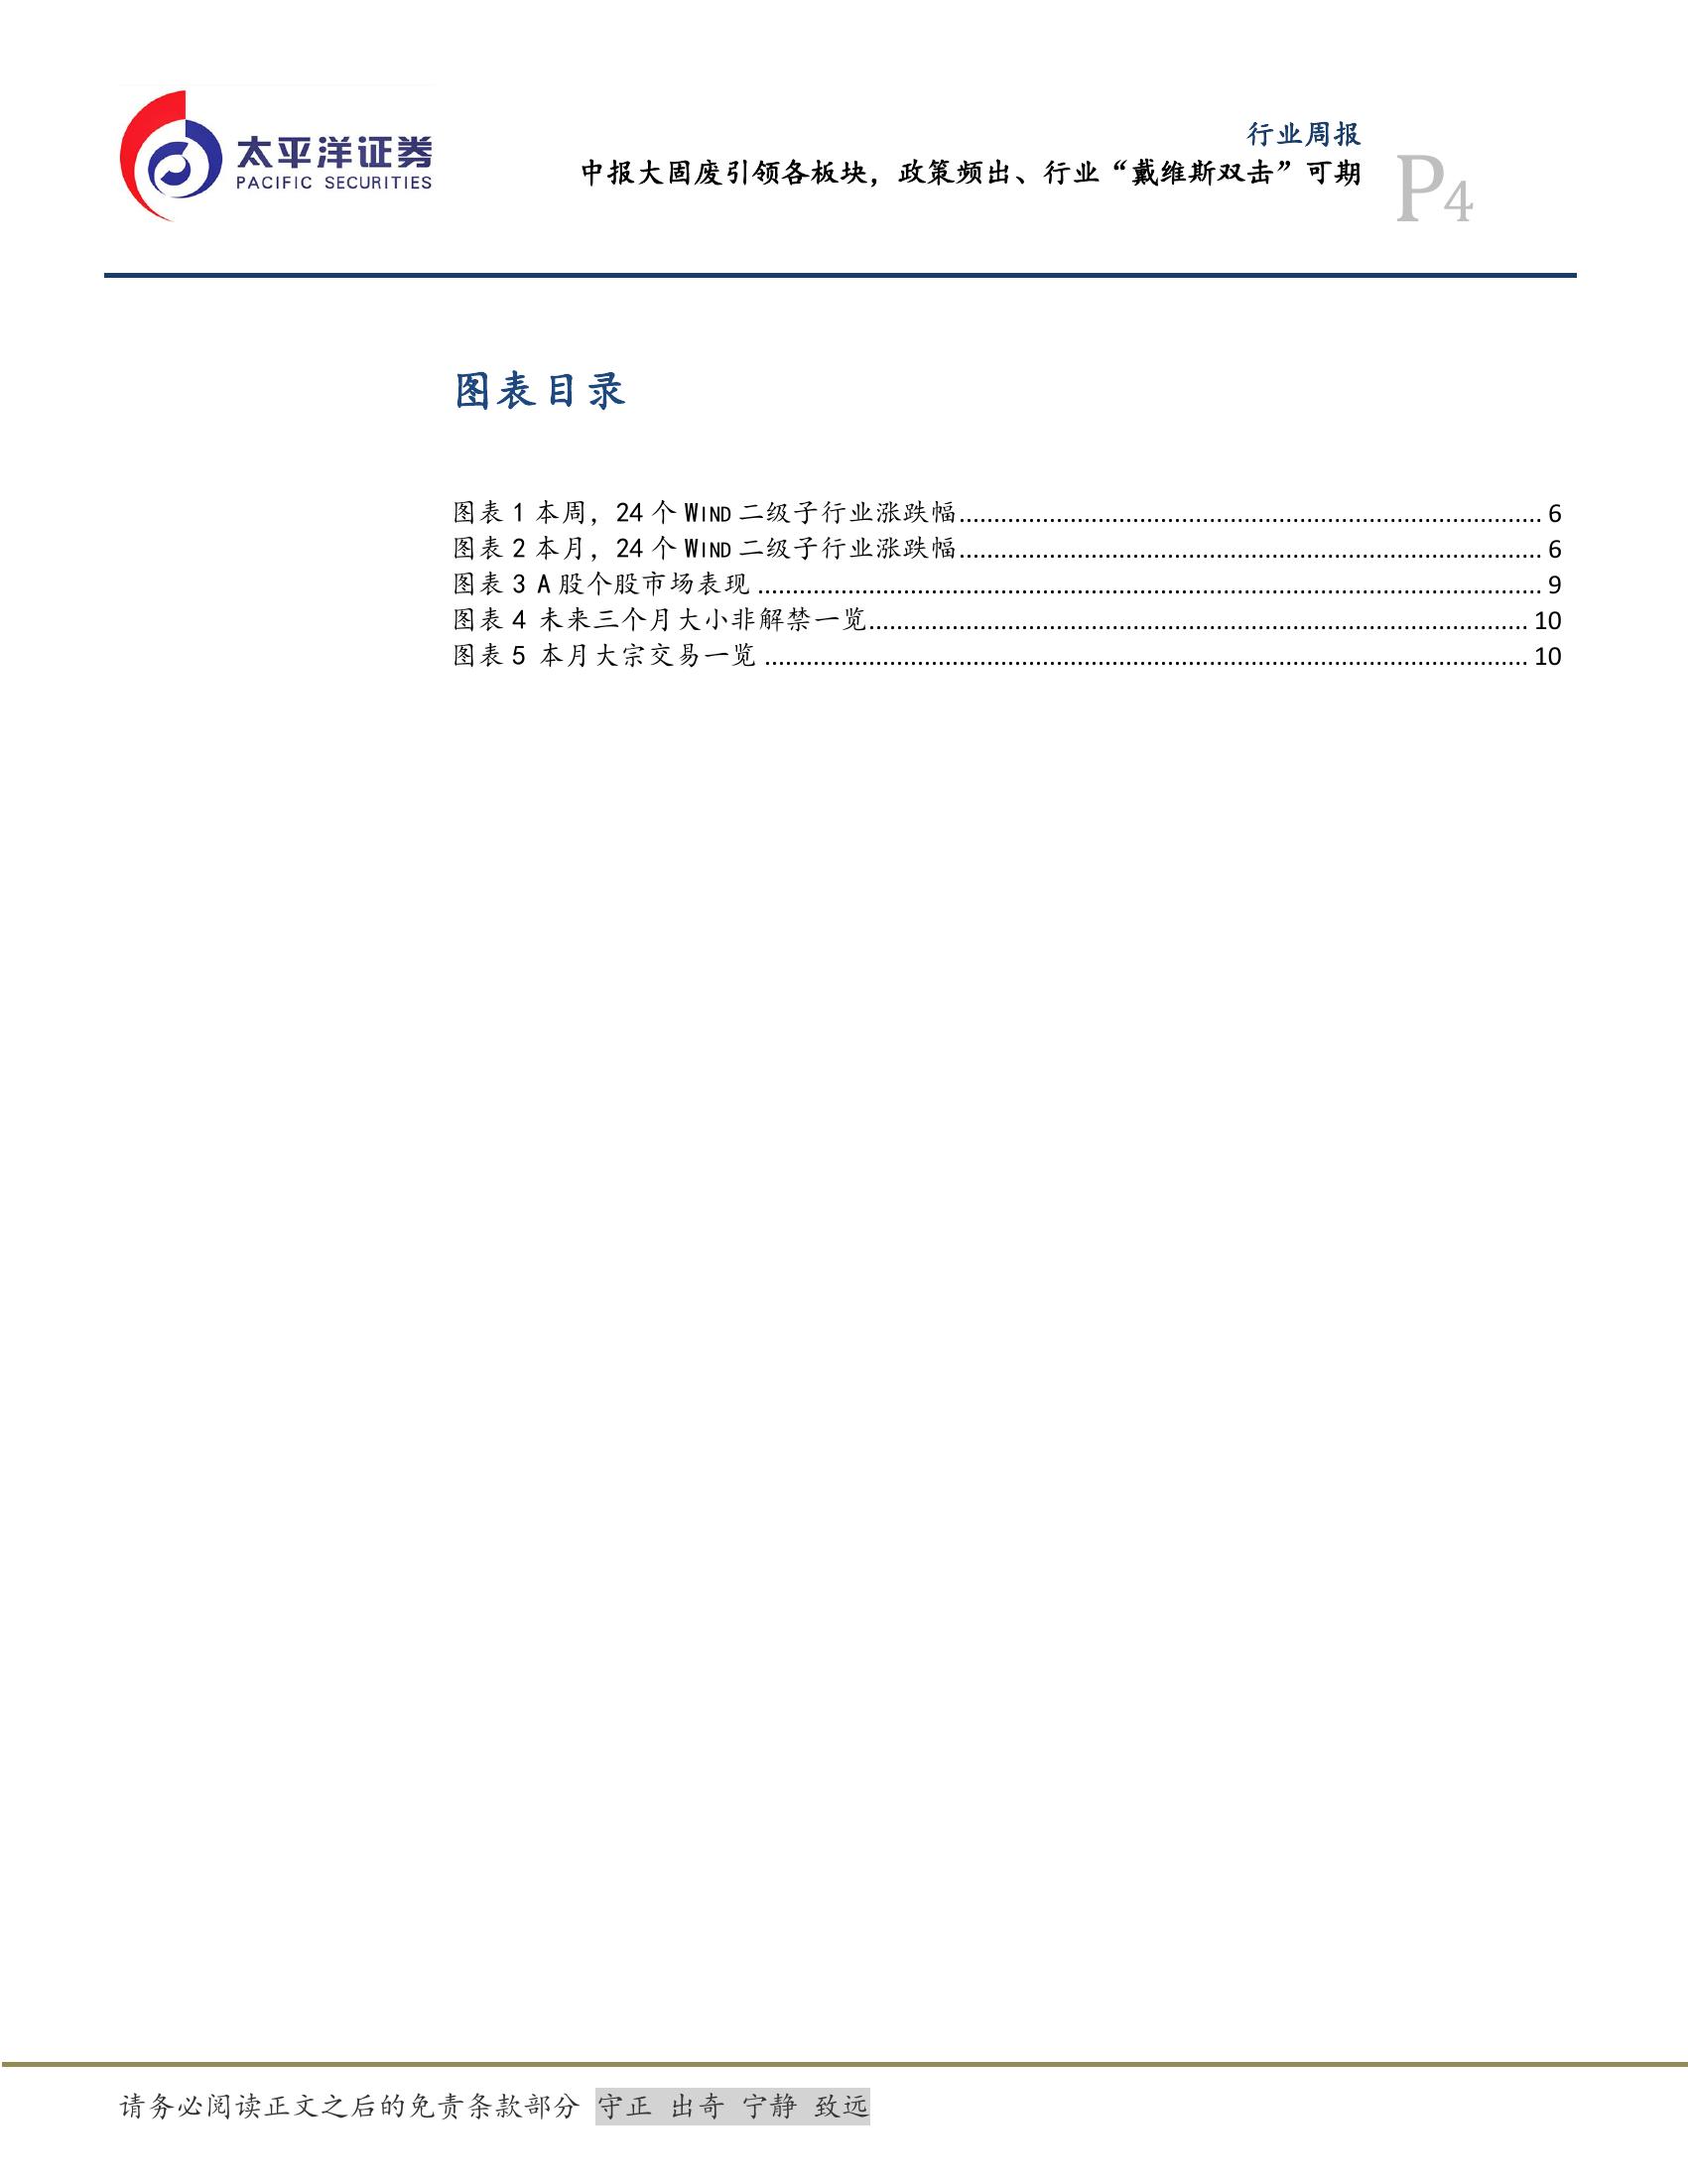 太平洋证券
PACIFIC SECURITIES
行业周报
中报大固废引领各板块，政策频出、行业“戴维斯双击”可期
P4
图表目录
图表 1 本周，24 个 WIND 二级子行业涨跌幅........................................ 6
图表 2 本月，24 个 WIND 二级子行业涨跌幅........................................ 6
图表 3 A 股个股市场表现 ........................................ 9
图表 4 未来三个月大小非解禁一览........................................ 10
图表 5 本月大宗交易一览 ........................................ 10
请务必阅读正文之后的免责条款部分 守正 出奇 宁静 致远